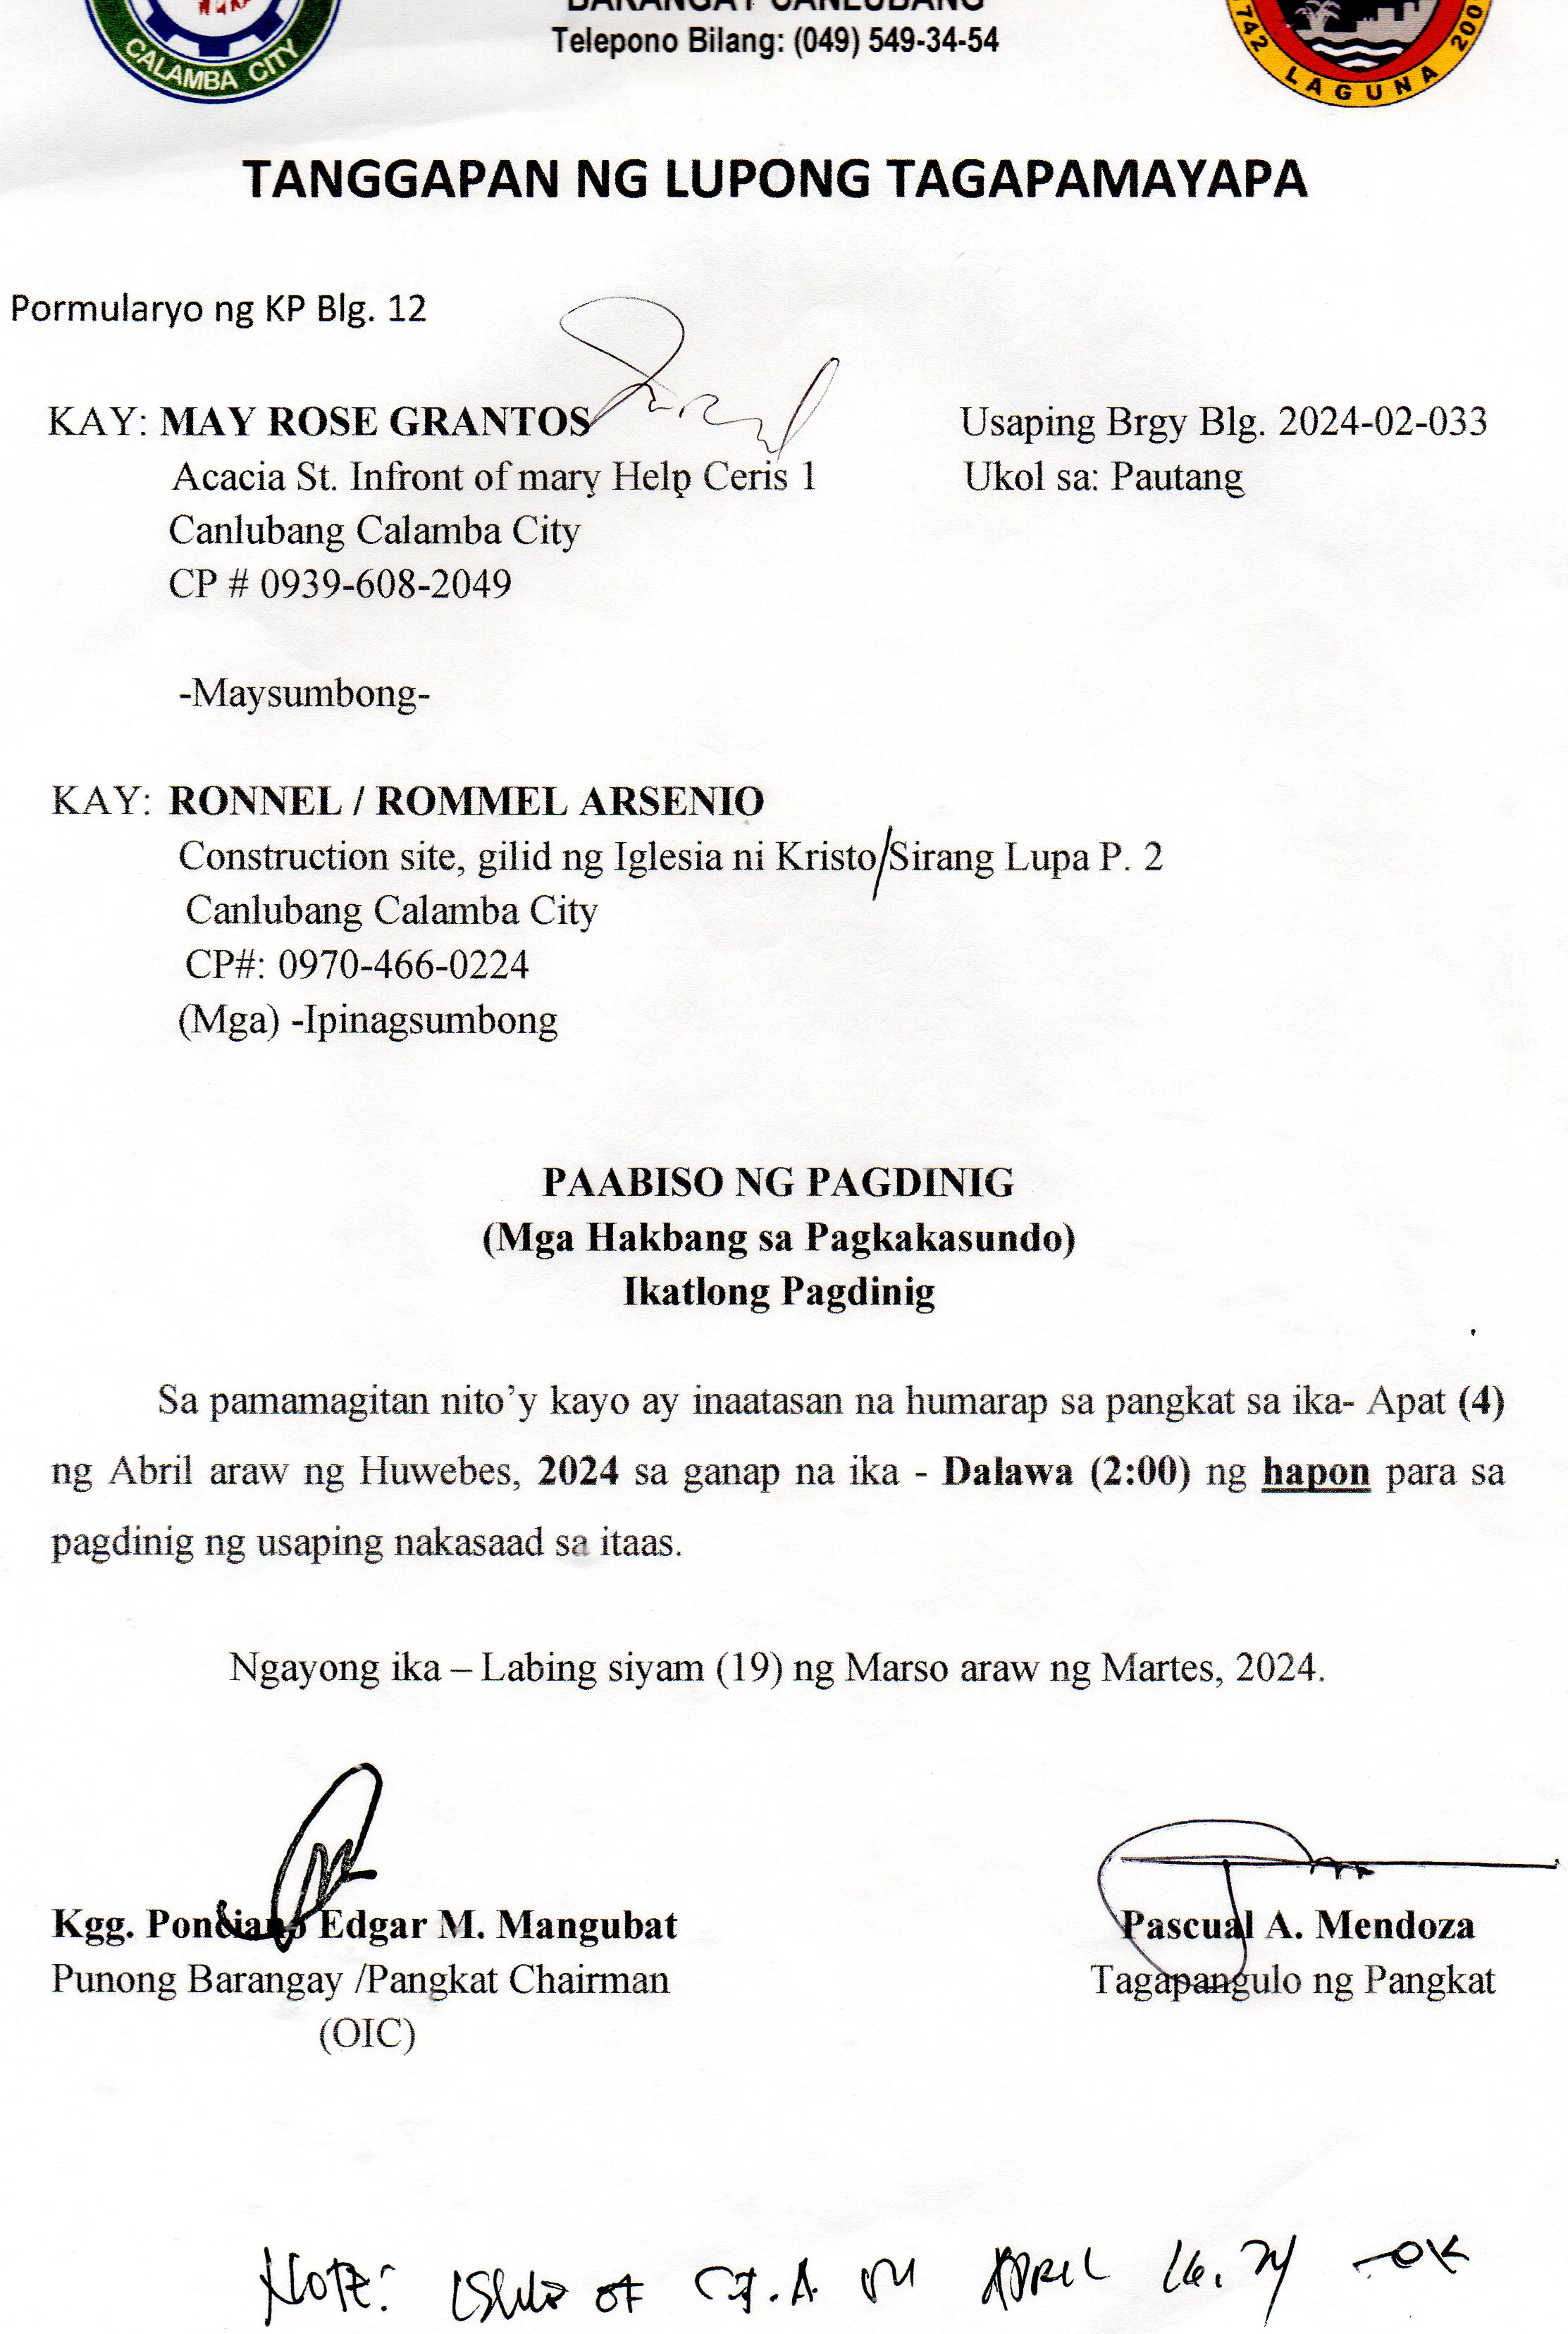 BARANGAY CANLUBANG
Telepono Bilang: (049) 549-34-54
CALAMBA CITY
1742 LAGUNA 200
TANGGAPAN NG LUPONG TAGAPAMAYAPA
Pormularyo ng KP Blg. 12
KAY: MAY ROSE GRANTOS Usaping Brgy Blg. 2024-02-033
Acacia St. Infront of mary Help Ceris 1 Ukol sa: Pautang
Canlubang Calamba City
CP # 0939-608-2049
-Maysumbong-
KAY: RONNEL / ROMMEL ARSENIO
Construction site, gilid ng Iglesia ni Kristo/Sirang Lupa P. 2
Canlubang Calamba City
CP#: 0970-466-0224
(Mga) -Ipinagsumbong
PAABISO NG PAGDINIG
(Mga Hakbang sa Pagkakasundo)
Ikatlong Pagdinig
Sa pamamagitan nito’y kayo ay inaatasan na humarap sa pangkat sa ika- Apat (4)
ng Abril araw ng Huwebes, 2024 sa ganap na ika - Dalawa (2:00) ng hapon para sa
pagdinig ng usaping nakasaad sa itaas.
Ngayong ika – Labing siyam (19) ng Marso araw ng Martes, 2024.
Kgg. Ponciano Edgar M. Mangubat Pascual A. Mendoza
Punong Barangay /Pangkat Chairman Tagapangulo ng Pangkat
(OIC)
NOTE: OF APRIL 16, 24 -OK